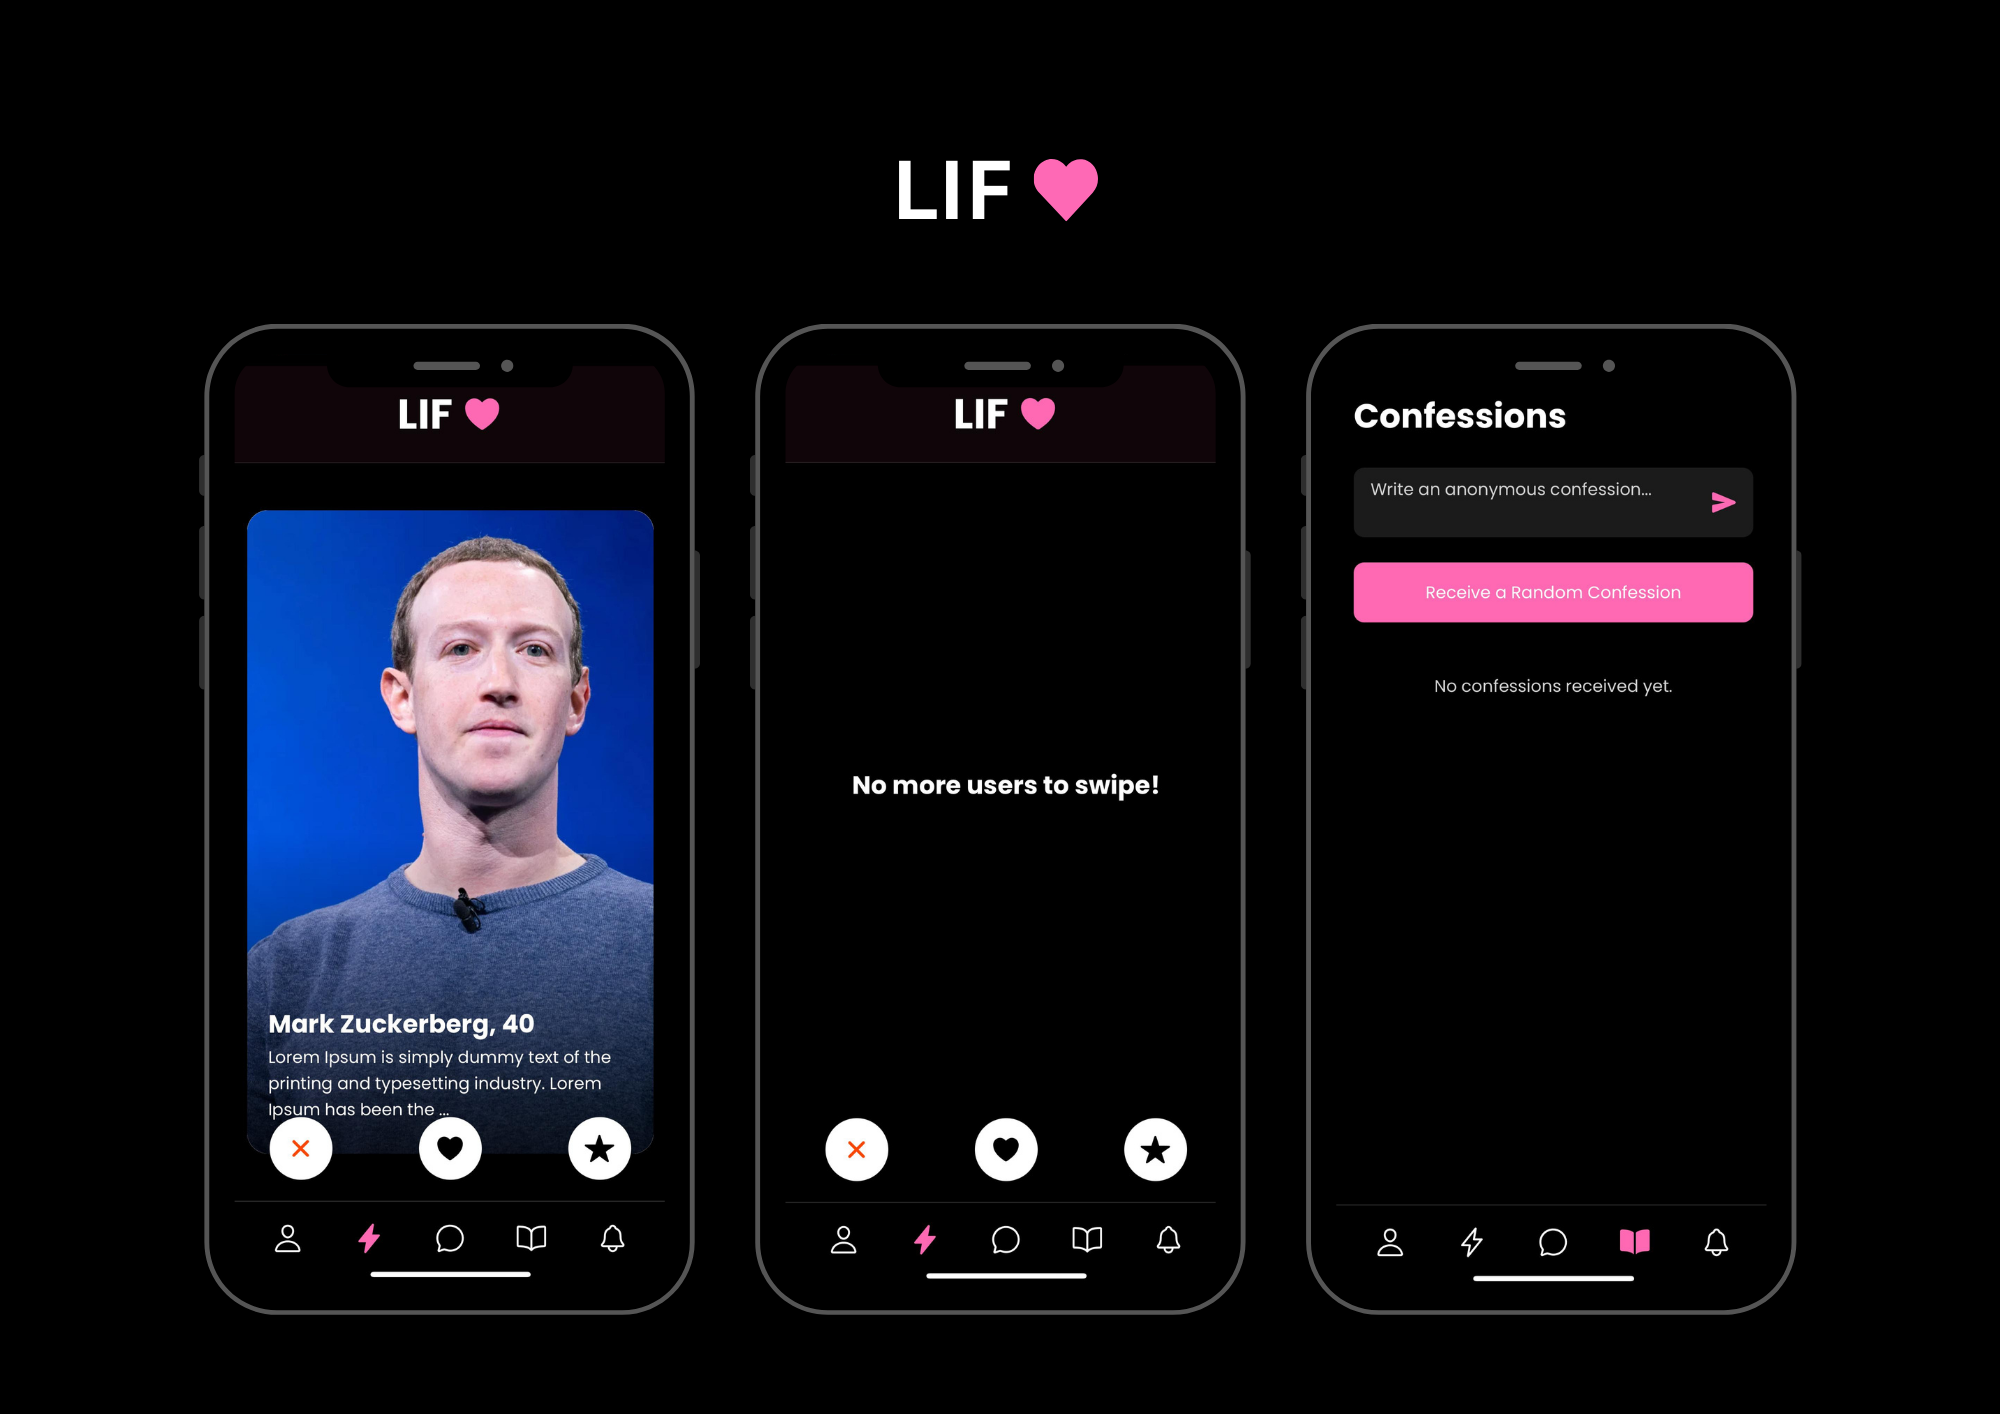 LIF
LIF
Mark Zuckerberg, 40
Lorem Ipsum is simply dummy text of the
printing and typesetting industry. Lorem
Ipsum has been the ...
LIF
No more users to swipe!
Confessions
Write an anonymous confession...
Receive a Random Confession
No confessions received yet.